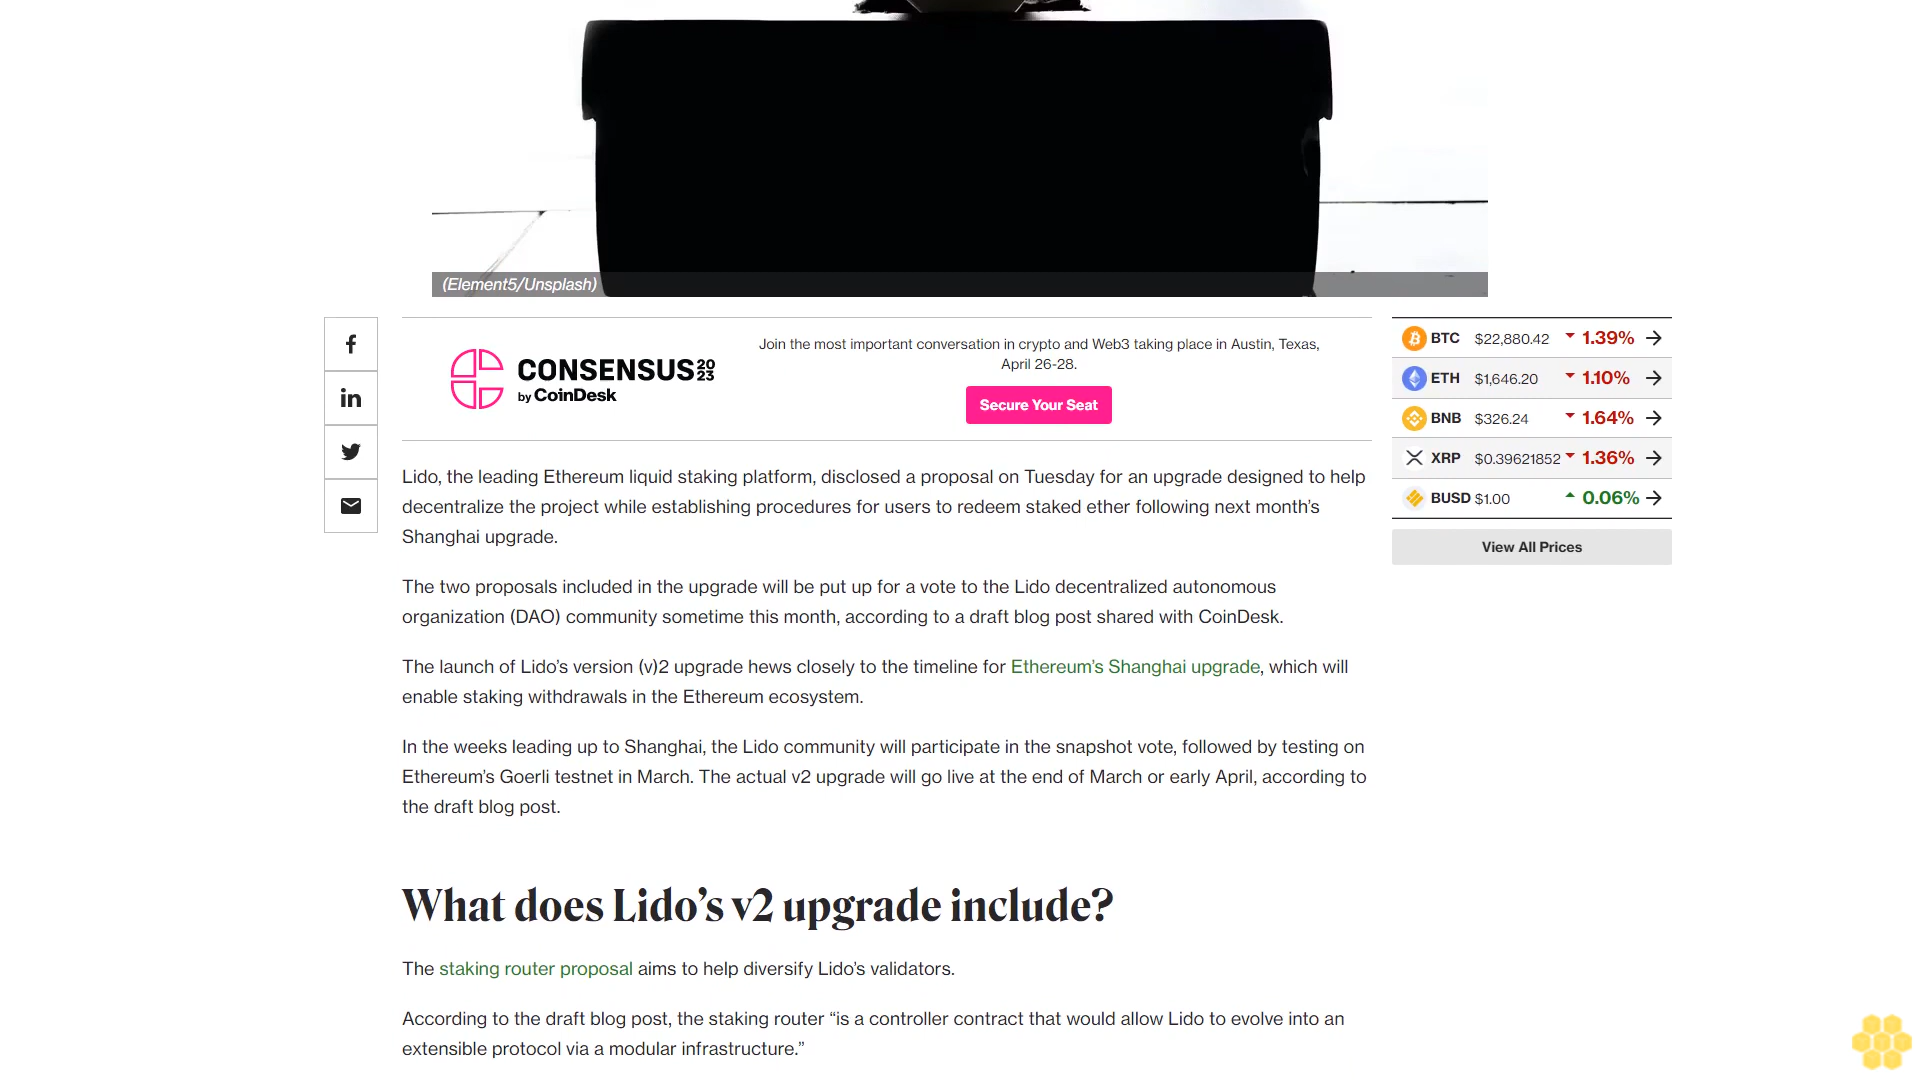 (Element5/Unsplash)
CONSENSUS 20
23
by CoinDesk
Join the most important conversation in crypto and Web3 taking place in Austin, Texas,
April 26-28.
Secure Your Seat
BTC $22,880.42 1.39%
ETH $1,646.20 1.10%
BNB $326.24 1.64%
XRP $0.39621852 1.36%
BUSD $1.00 0.06%
View All Prices
Lido, the leading Ethereum liquid staking platform, disclosed a proposal on Tuesday for an upgrade designed to help
decentralize the project while establishing procedures for users to redeem staked ether following next month’s
Shanghai upgrade.
The two proposals included in the upgrade will be put up for a vote to the Lido decentralized autonomous
organization (DAO) community sometime this month, according to a draft blog post shared with CoinDesk.
The launch of Lido’s version (v)2 upgrade hews closely to the timeline for Ethereum’s Shanghai upgrade, which will
enable staking withdrawals in the Ethereum ecosystem.
In the weeks leading up to Shanghai, the Lido community will participate in the snapshot vote, followed by testing on
Ethereum’s Goerli testnet in March. The actual v2 upgrade will go live at the end of March or early April, according to
the draft blog post.
What does Lido’s v2 upgrade include?
The staking router proposal aims to help diversify Lido’s validators.
According to the draft blog post, the staking router “is a controller contract that would allow Lido to evolve into an
extensible protocol via a modular infrastructure.”